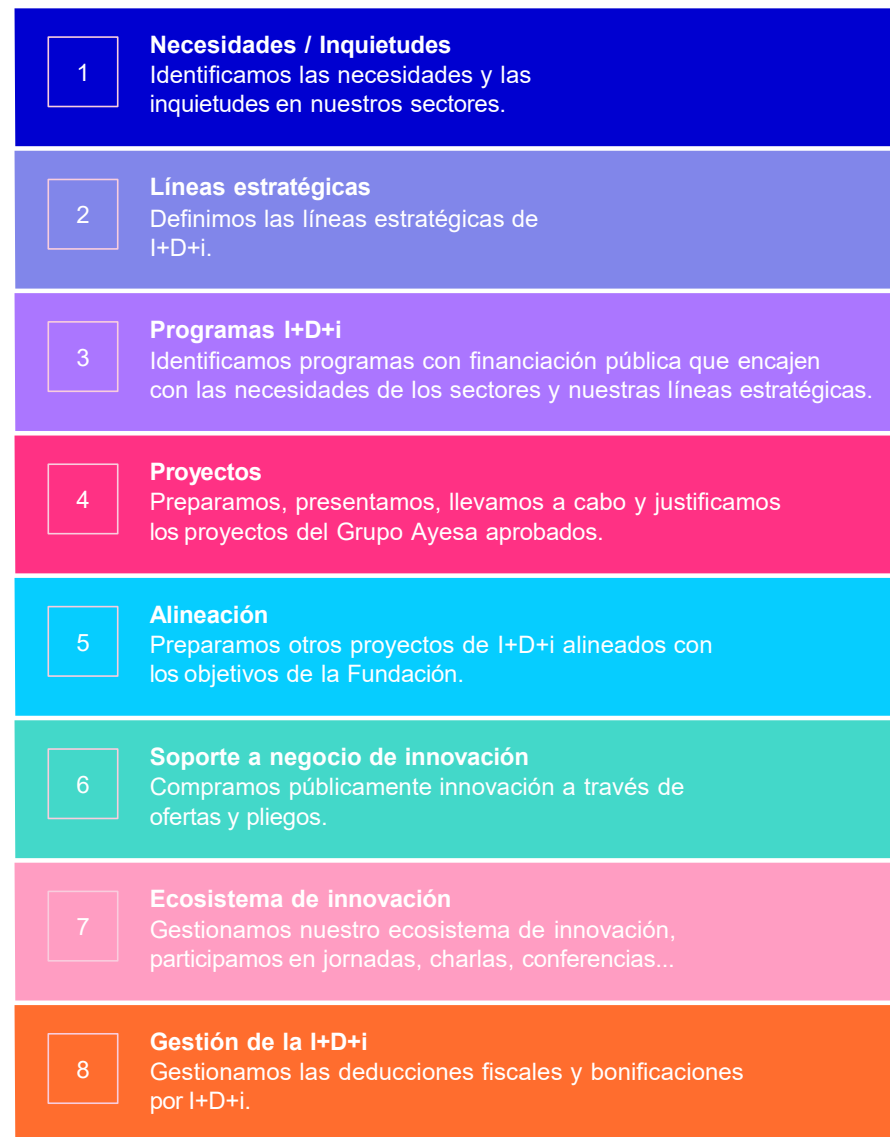 1
Necesidades / Inquietudes
Identificamos las necesidades y las
inquietudes en nuestros sectores.
2
Líneas estratégicas
Definimos las líneas estratégicas de
I+D+i.
3
Programas I+D+i
Identificamos programas con financiación pública que encajen
con las necesidades de los sectores y nuestras líneas estratégicas.
4
Proyectos
Preparamos, presentamos, llevamos a cabo y justificamos
los proyectos del Grupo Ayesa aprobados.
5
Alineación
Preparamos otros proyectos de I+D+i alineados con
los objetivos de la Fundación.
6
Soporte a negocio de innovación
Compramos públicamente innovación a través de
ofertas y pliegos.
7
Ecosistema de innovación
Gestionamos nuestro ecosistema de innovación,
participamos en jornadas, charlas, conferencias...
8
Gestión de la I+D+i
Gestionamos las deducciones fiscales y bonificaciones
por I+D+i.